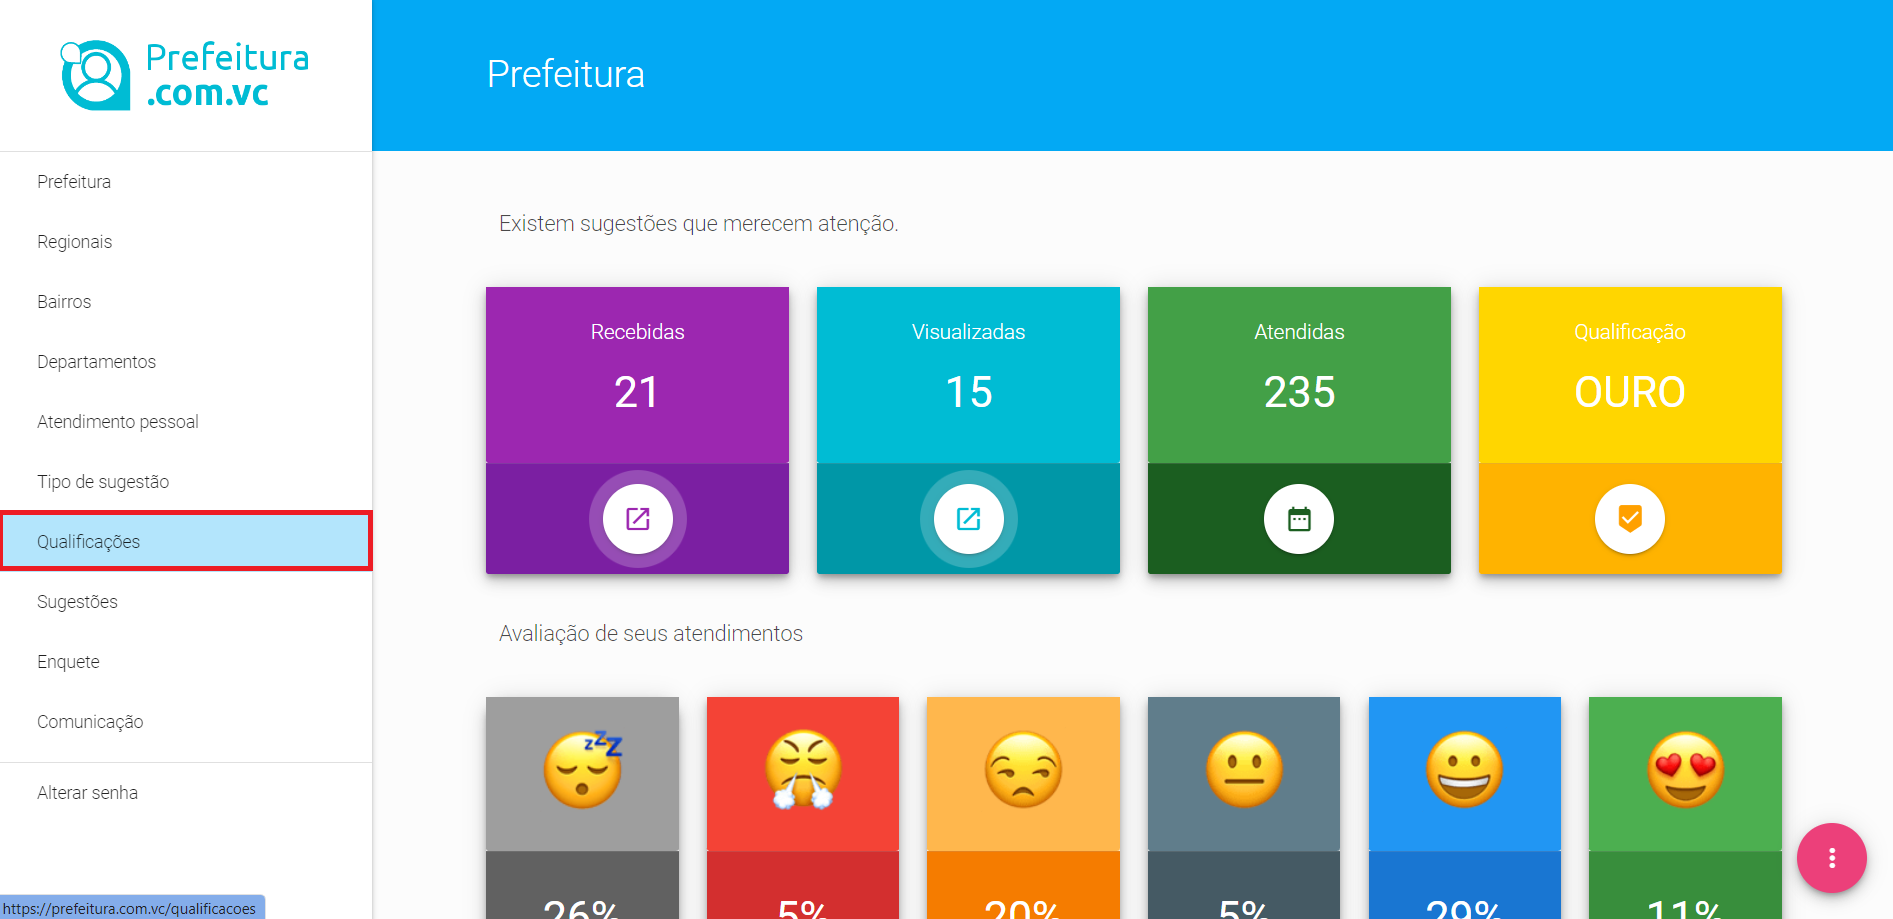 Prefeitura
.com.vc
Prefeitura
Prefeitura
Regionais
Bairros
Departamentos
Atendimento pessoal
Tipo de sugestão
Qualificações
Sugestões
Enquete
Comunicação
Alterar senha
https://prefeitura.com.vc/qualificacoes
Existem sugestões que merecem atenção.
Recebidas
21
Visualizadas
15
Atendidas
235
Qualificação
OURO
Avaliação de seus atendimentos
zzZ
26%
5%
20%
5%
29%
11%